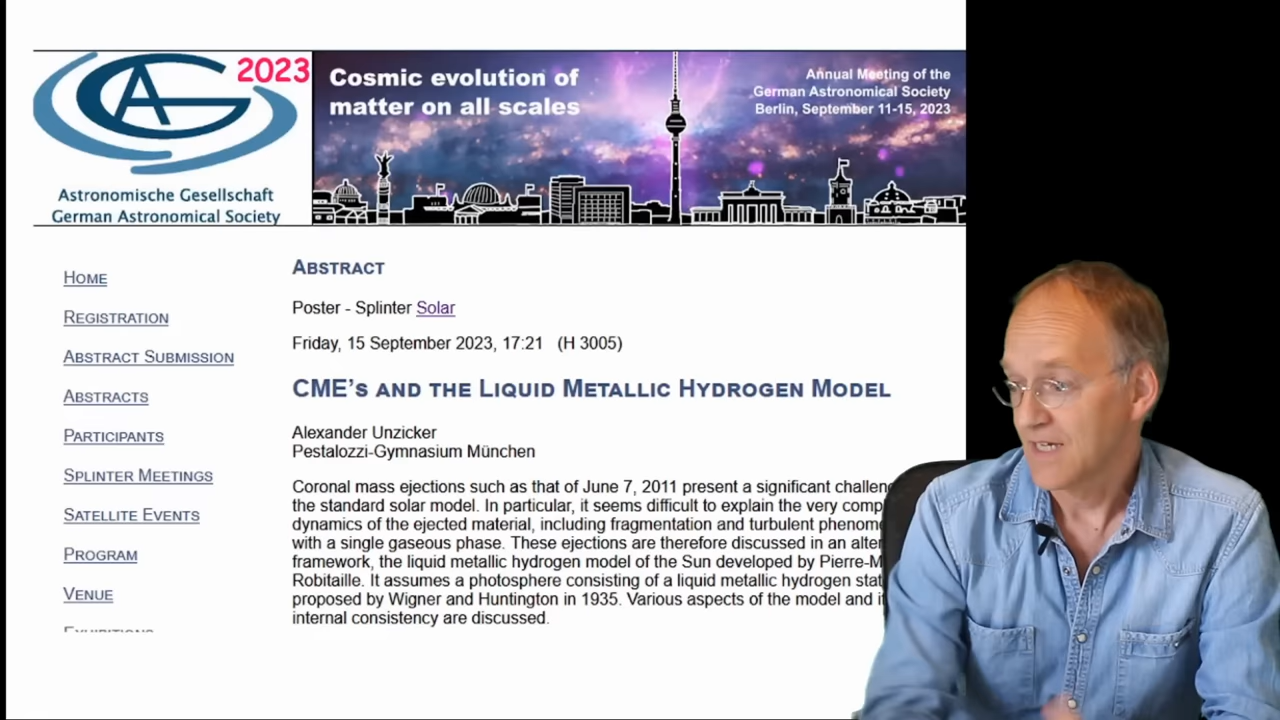 2023
AG
Astronomische Gesellschaft
German Astronomical Society
Cosmic evolution of
matter on all scales
Annual Meeting of the
German Astronomical Society
Berlin, September 11-15, 2023
HOME
REGISTRATION
ABSTRACT SUBMISSION
ABSTRACTS
PARTICIPANTS
SPLINTER MEETINGS
SATELLITE EVENTS
PROGRAM
VENUE
ABSTRACT
Poster - Splinter Solar
Friday, 15 September 2023, 17:21 (H 3005)
CME'S AND THE LIQUID METALLIC HYDROGEN MODEL
Alexander Unzicker
Pestalozzi-Gymnasium München
Coronal mass ejections such as that of June 7, 2011 present a significant
the standard solar model. In particular, it seems difficult to explain the very
dynamics of the ejected material, including fragmentation and turbulent
with a single gaseous phase. These ejections are therefore discussed in an
framework, the liquid metallic hydrogen model of the Sun developed by
Robitaille. It assumes a photosphere consisting of a liquid metallic hydrogen
proposed by Wigner and Huntington in 1935. Various aspects of the model and
internal consistency are discussed.